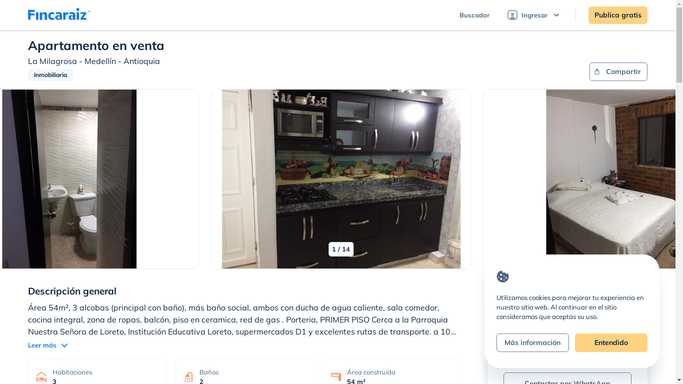 Fincaraiz
Buscador
Ingresar
Publica gratis
Apartamento en venta
La Milagrosa - Medellín - Antioquia
Inmobiliaria
Compartir
1 / 14
Descripción general
Área 54m², 3 alcobas (principal con baño), más baño social, ambos con ducha de agua caliente, sala comedor,
cocina integral, zona de ropas, balcón, piso en ceramica, red de gas . Porteria, PRIMER PISO Cerca a la Parroquia
Nuestra Señora de Loreto, Institución Educativa Loreto, supermercados D1 y excelentes rutas de transporte. a 10...
Leer más
Habitaciones
3
Baños
2
Área construida
54 m²
Utilizamos cookies para mejorar tu experiencia en
nuestro sitio web. Al continuar en el sitio
consideramos que aceptas su uso.
Más información
Entendido
Contactar por WhatsApp